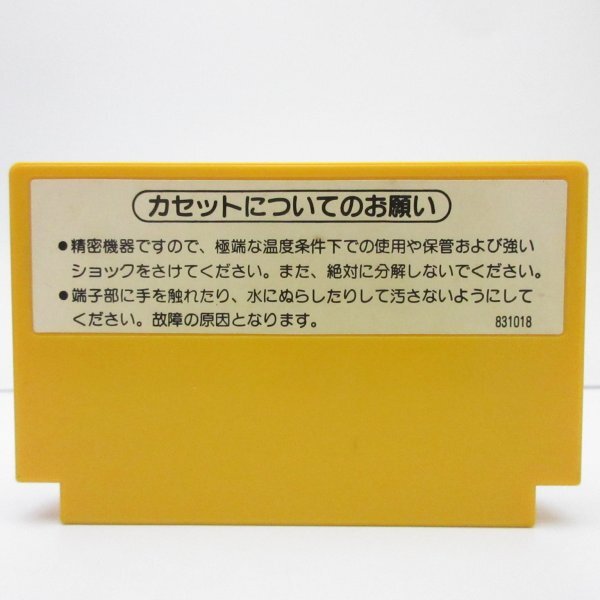 カセットについてのお願い
●精密機器ですので、極端な温度条件下での使用や保管および強い
ショックをさけてください。また、絶対に分解しないでください。
●端子部に手を触れたり、水にぬらしたりして汚さないようにして
ください。故障の原因となります。
831018